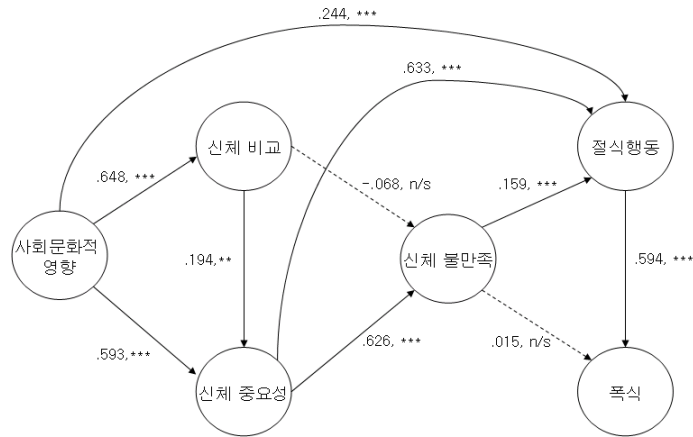 .244, ***
.633, ***
신체 비교
절식행동
.648, ***
-.068, n/s
.159, ***
사회문화적
영향
.194,**
신체 불만족
.594, ***
.593,***
.626, ***
.015, n/s
신체 중요성
폭식